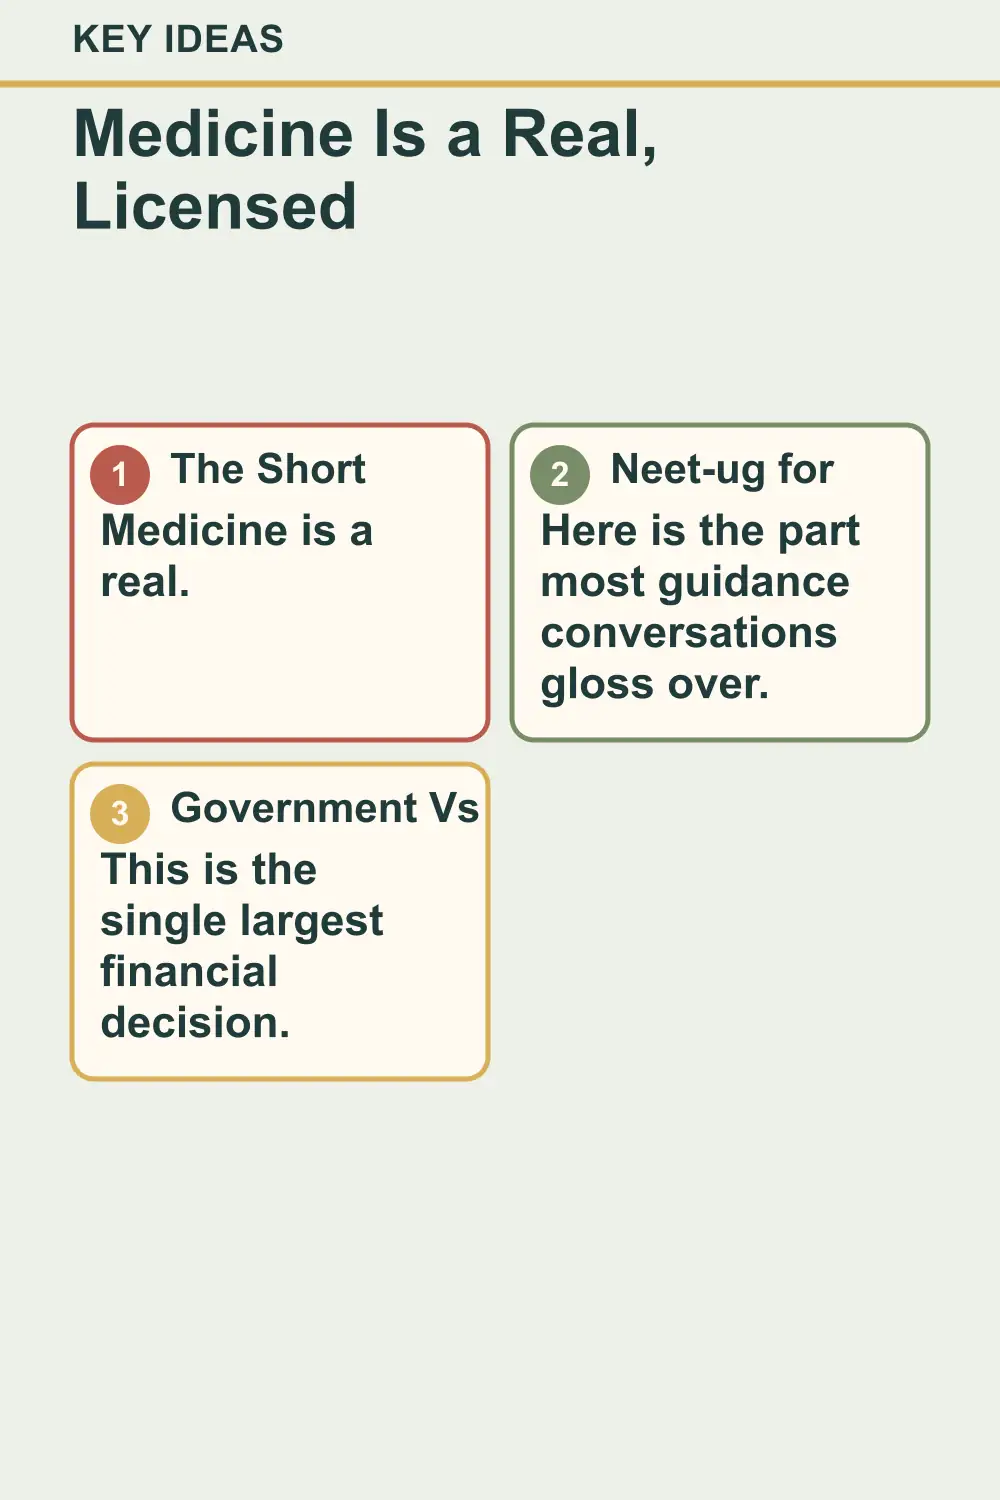 KEY IDEAS
Medicine Is a Real,
Licensed
1 The Short
Medicine is a
real.
2 Neet-ug for
Here is the part
most guidance
conversations
gloss over.
3 Government Vs
This is the
single largest
financial
decision.